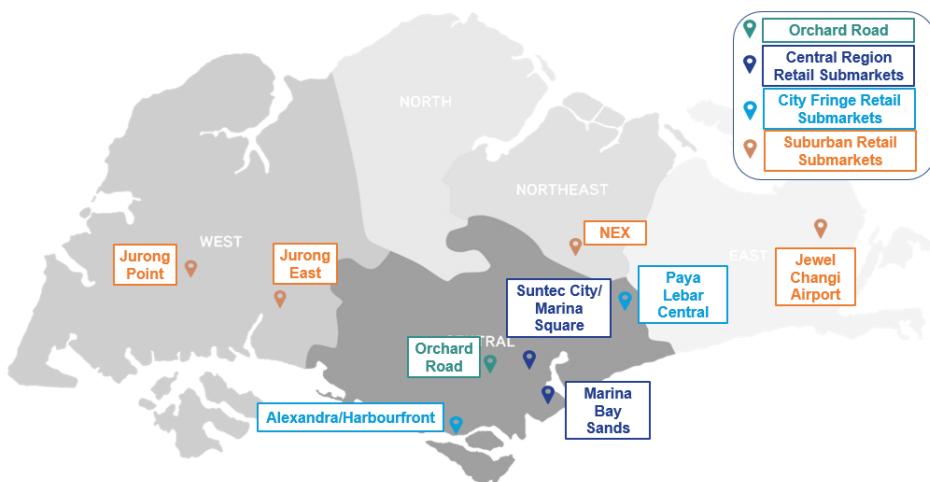 Orchard Road
Central Region
Retail Submarkets
City Fringe Retail
Submarkets
Suburban Retail
Submarkets
NORTH
NORTHEAST
WEST
EAST
CENTRAL
Jurong
Point
Jurong
East
NEX
Jewel
Changi
Airport
Suntec City/
Marina
Square
Paya
Lebar
Central
Orchard
Road
Marina
Bay
Sands
Alexandra/Harbourfront